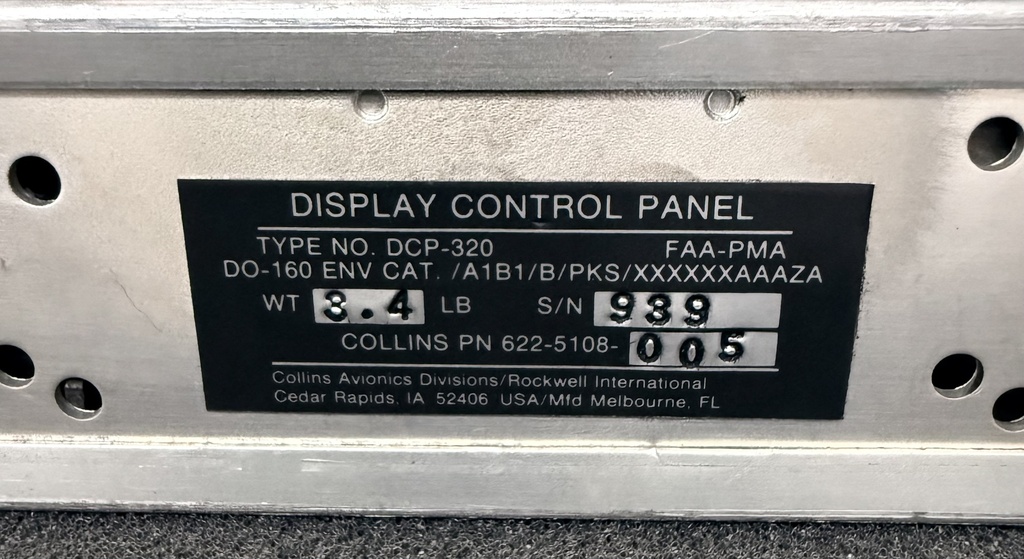 DISPLAY CONTROL PANEL
TYPE NO. DCP-320 FAA-PMA
DO-160 ENV CAT. /A1B1/B/PKS/XXXXXXAAAZA
WT 3.4 LB S/N 939
COLLINS PN 622-5108-005
Collins Avionics Divisions/Rockwell International
Cedar Rapids, IA 52406 USA/Mfd Melbourne, FL